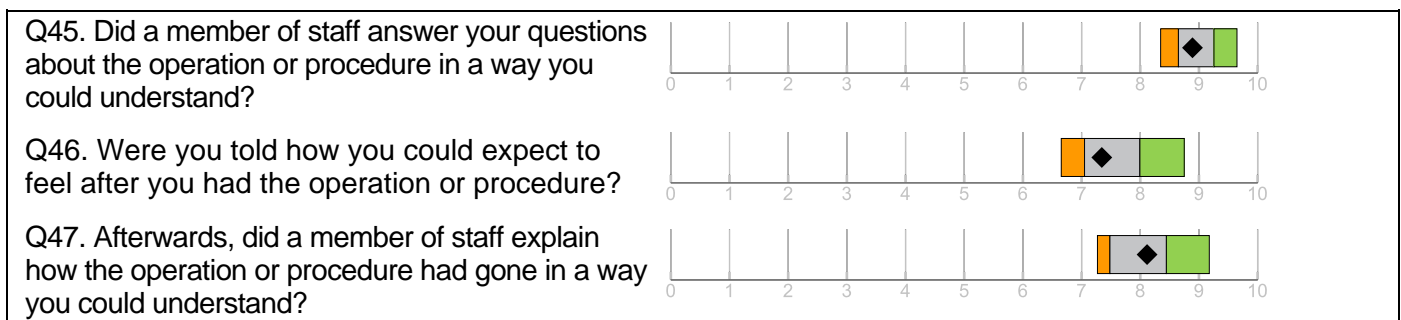 Q45. Did a member of staff answer your questions
about the operation or procedure in a way you
could understand?
0 1 2 3 4 5 6 7 8 9 10
Q46. Were you told how you could expect to
feel after you had the operation or procedure?
0 1 2 3 4 5 6 7 8 9 10
Q47. Afterwards, did a member of staff explain
how the operation or procedure had gone in a way
you could understand?
0 1 2 3 4 5 6 7 8 9 10